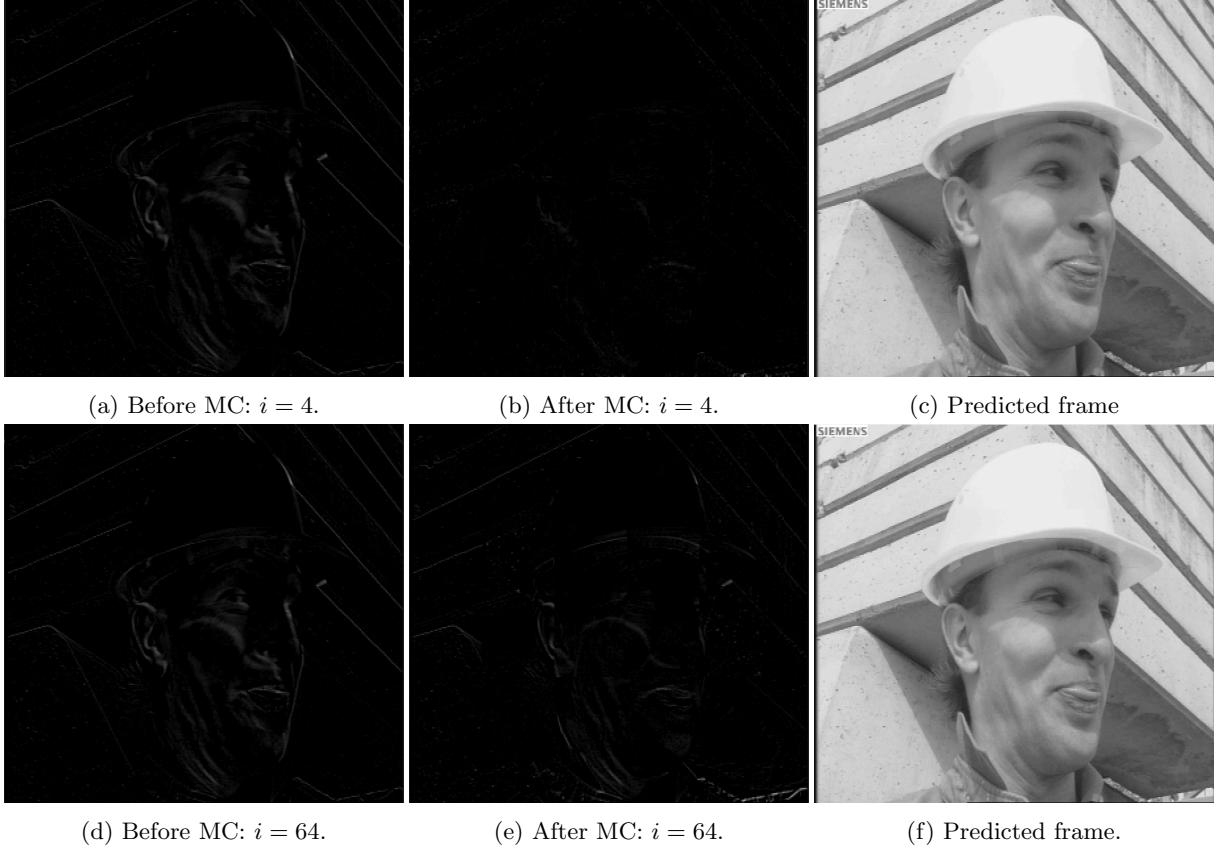 SIEMENS
(a) Before MC: i = 4.
(b) After MC: i = 4.
(c) Predicted frame
SIEMENS
(d) Before MC: i = 64.
(e) After MC: i = 64.
(f) Predicted frame.